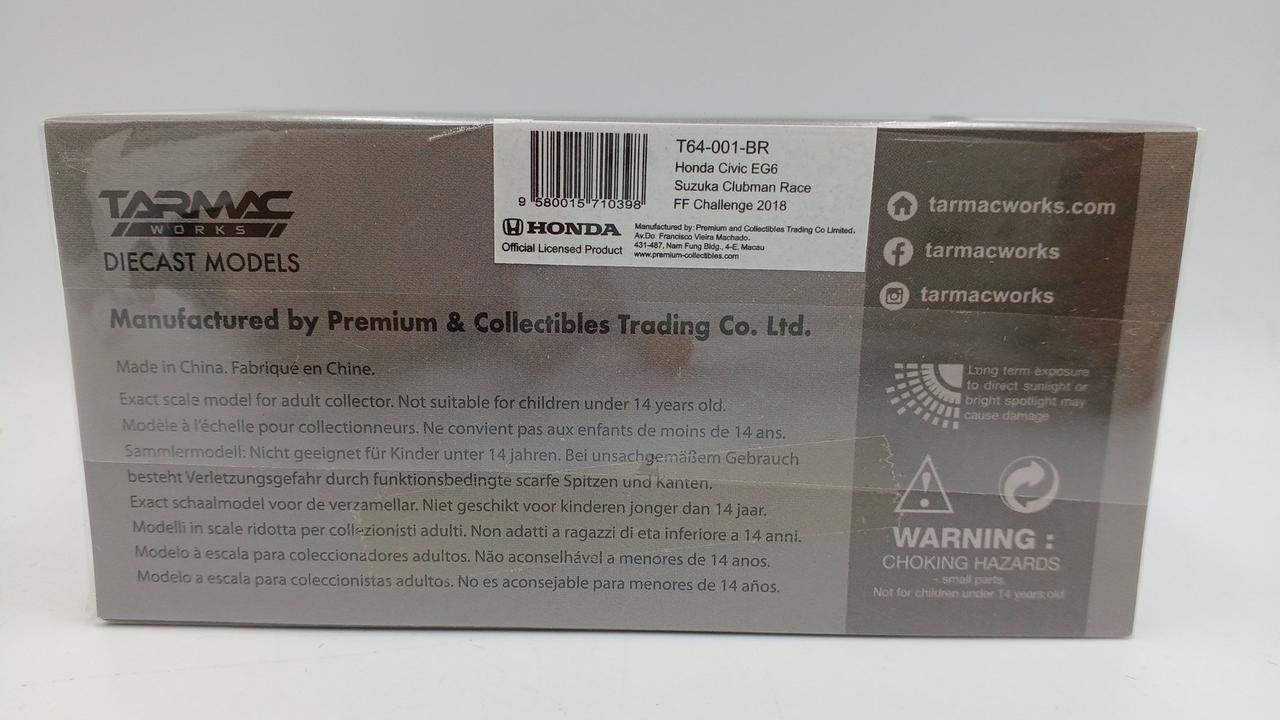 TARMAC
WORKS
DIECAST MODELS
9 580015 710398
T64-001-BR
Honda Civic EG6
Suzuka Clubman Race
FF Challenge 2018
HONDA
Official Licensed Product
Manufactured by: Premium and Collectibles Trading Co Limited.
Av.Do Francisco Vieira Machado.
431-487, Nam Fung Bldg., 4-E, Macau
www.premium-collectibles.com
tarmacworks.com
tarmacworks
tarmacworks
Manufactured by Premium & Collectibles Trading Co. Ltd.
Made in China. Fabriqué en Chine.
Exact scale model for adult collector. Not suitable for children under 14 years old.
Modèle à l'échelle pour collectionneurs. Ne convient pas aux enfants de moins de 14 ans.
Sammlermodell: Nicht geeignet für Kinder unter 14 jahren. Bei unsachgemäßem Gebrauch
besteht Verletzungsgefahr durch funktionsbedingte scarfe Spitzen und Kanten.
Exact schaalmodel voor de verzamellar. Niet geschikt voor kinderen jonger dan 14 jaar.
Modelli in scale ridotta per collezionisti adulti. Non adatti a ragazzi di eta inferiore a 14 anni.
Modelo à escala para coleccionadores adultos. Não aconselhável a menores de 14 anos.
Modelo a escala para coleccionistas adultos. No es aconsejable para menores de 14 años.
Long term exposure
to direct sunlight or
bright spotlight may
cause damage
WARNING :
CHOKING HAZARDS
- small parts.
Not for children under 14 years old